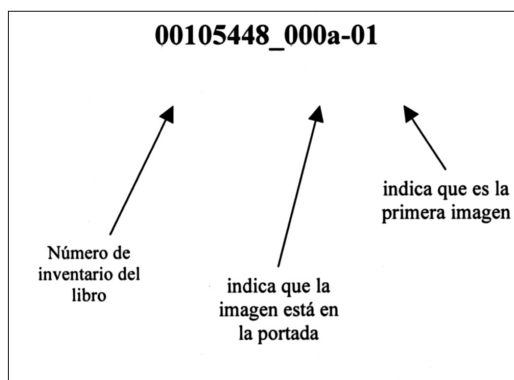 00105448_000a-01
indica que es la
primera imagen
Número de
inventario del
libro
indica que la
imagen está en
la portada